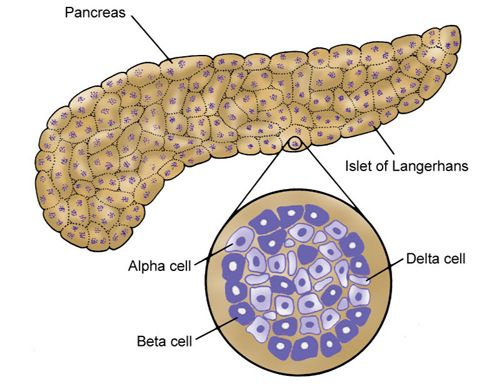 Pancreas
Islet of Langerhans
Alpha cell
Delta cell
Beta cell